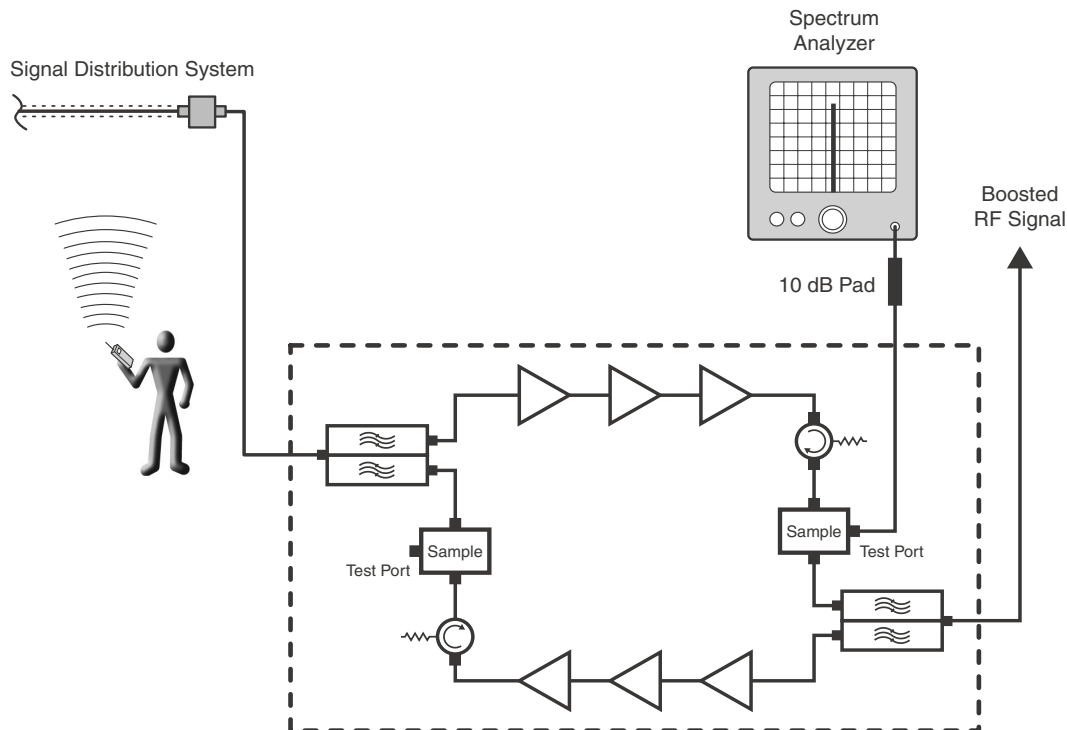 Spectrum
Analyzer
Signal Distribution System
Boosted
RF Signal
10 dB Pad
Sample
Test Port
Sample
Test Port